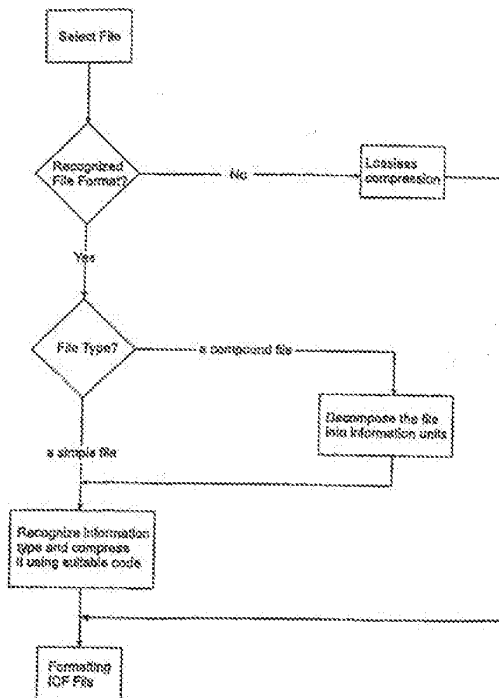 Select File
Recognized
File Format?
No
Lossless
compression
Yes
File Type?
a compound file
Decompose the file
into information units
a simple file
Recognize information
type and compress
it using suitable code
Formatting
ICF File